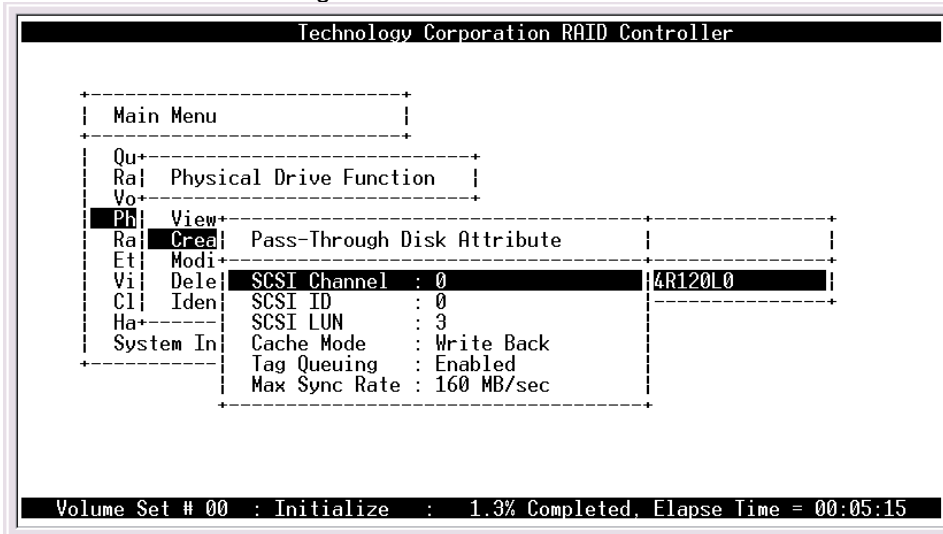 Technology Corporation RAID Controller
Main Menu
Qu
Ra Physical Drive Function
Vo
Ph View
Ra Crea Pass-Through Disk Attribute
Et Modi
Vi Dele SCSI Channel : 0 4R120L0
Cl Iden SCSI ID : 0
Ha SCSI LUN : 3
System In Cache Mode : Write Back
Tag Queuing : Enabled
Max Sync Rate : 160 MB/sec
Volume Set # 00 : Initialize : 1.3% Completed, Elapse Time = 00:05:15